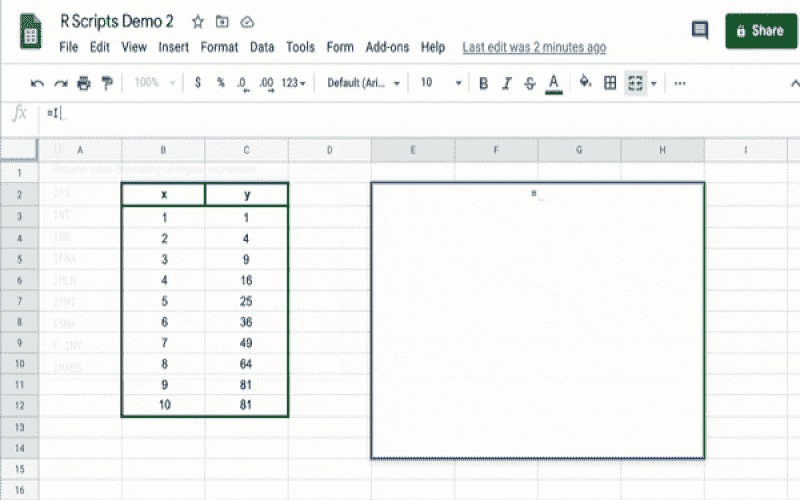 R Scripts Demo 2
File Edit View Insert Format Data Tools Form Add-ons Help Last edit was 2 minutes ago
Share
100% $ % .0 .00 123 Default (Ari... 10 B I S A ...
fx =I
A B C D E F G H I
1
2 x y =
3 1 1
4 2 4
5 3 9
6 4 16
7 5 25
8 6 36
9 7 49
10 8 64
11 9 81
12 10 81
13
14
15
16
IF
IFS
INT
IRR
IFNA
IMLN
IPMT
ISNA
F.INV
IMABS